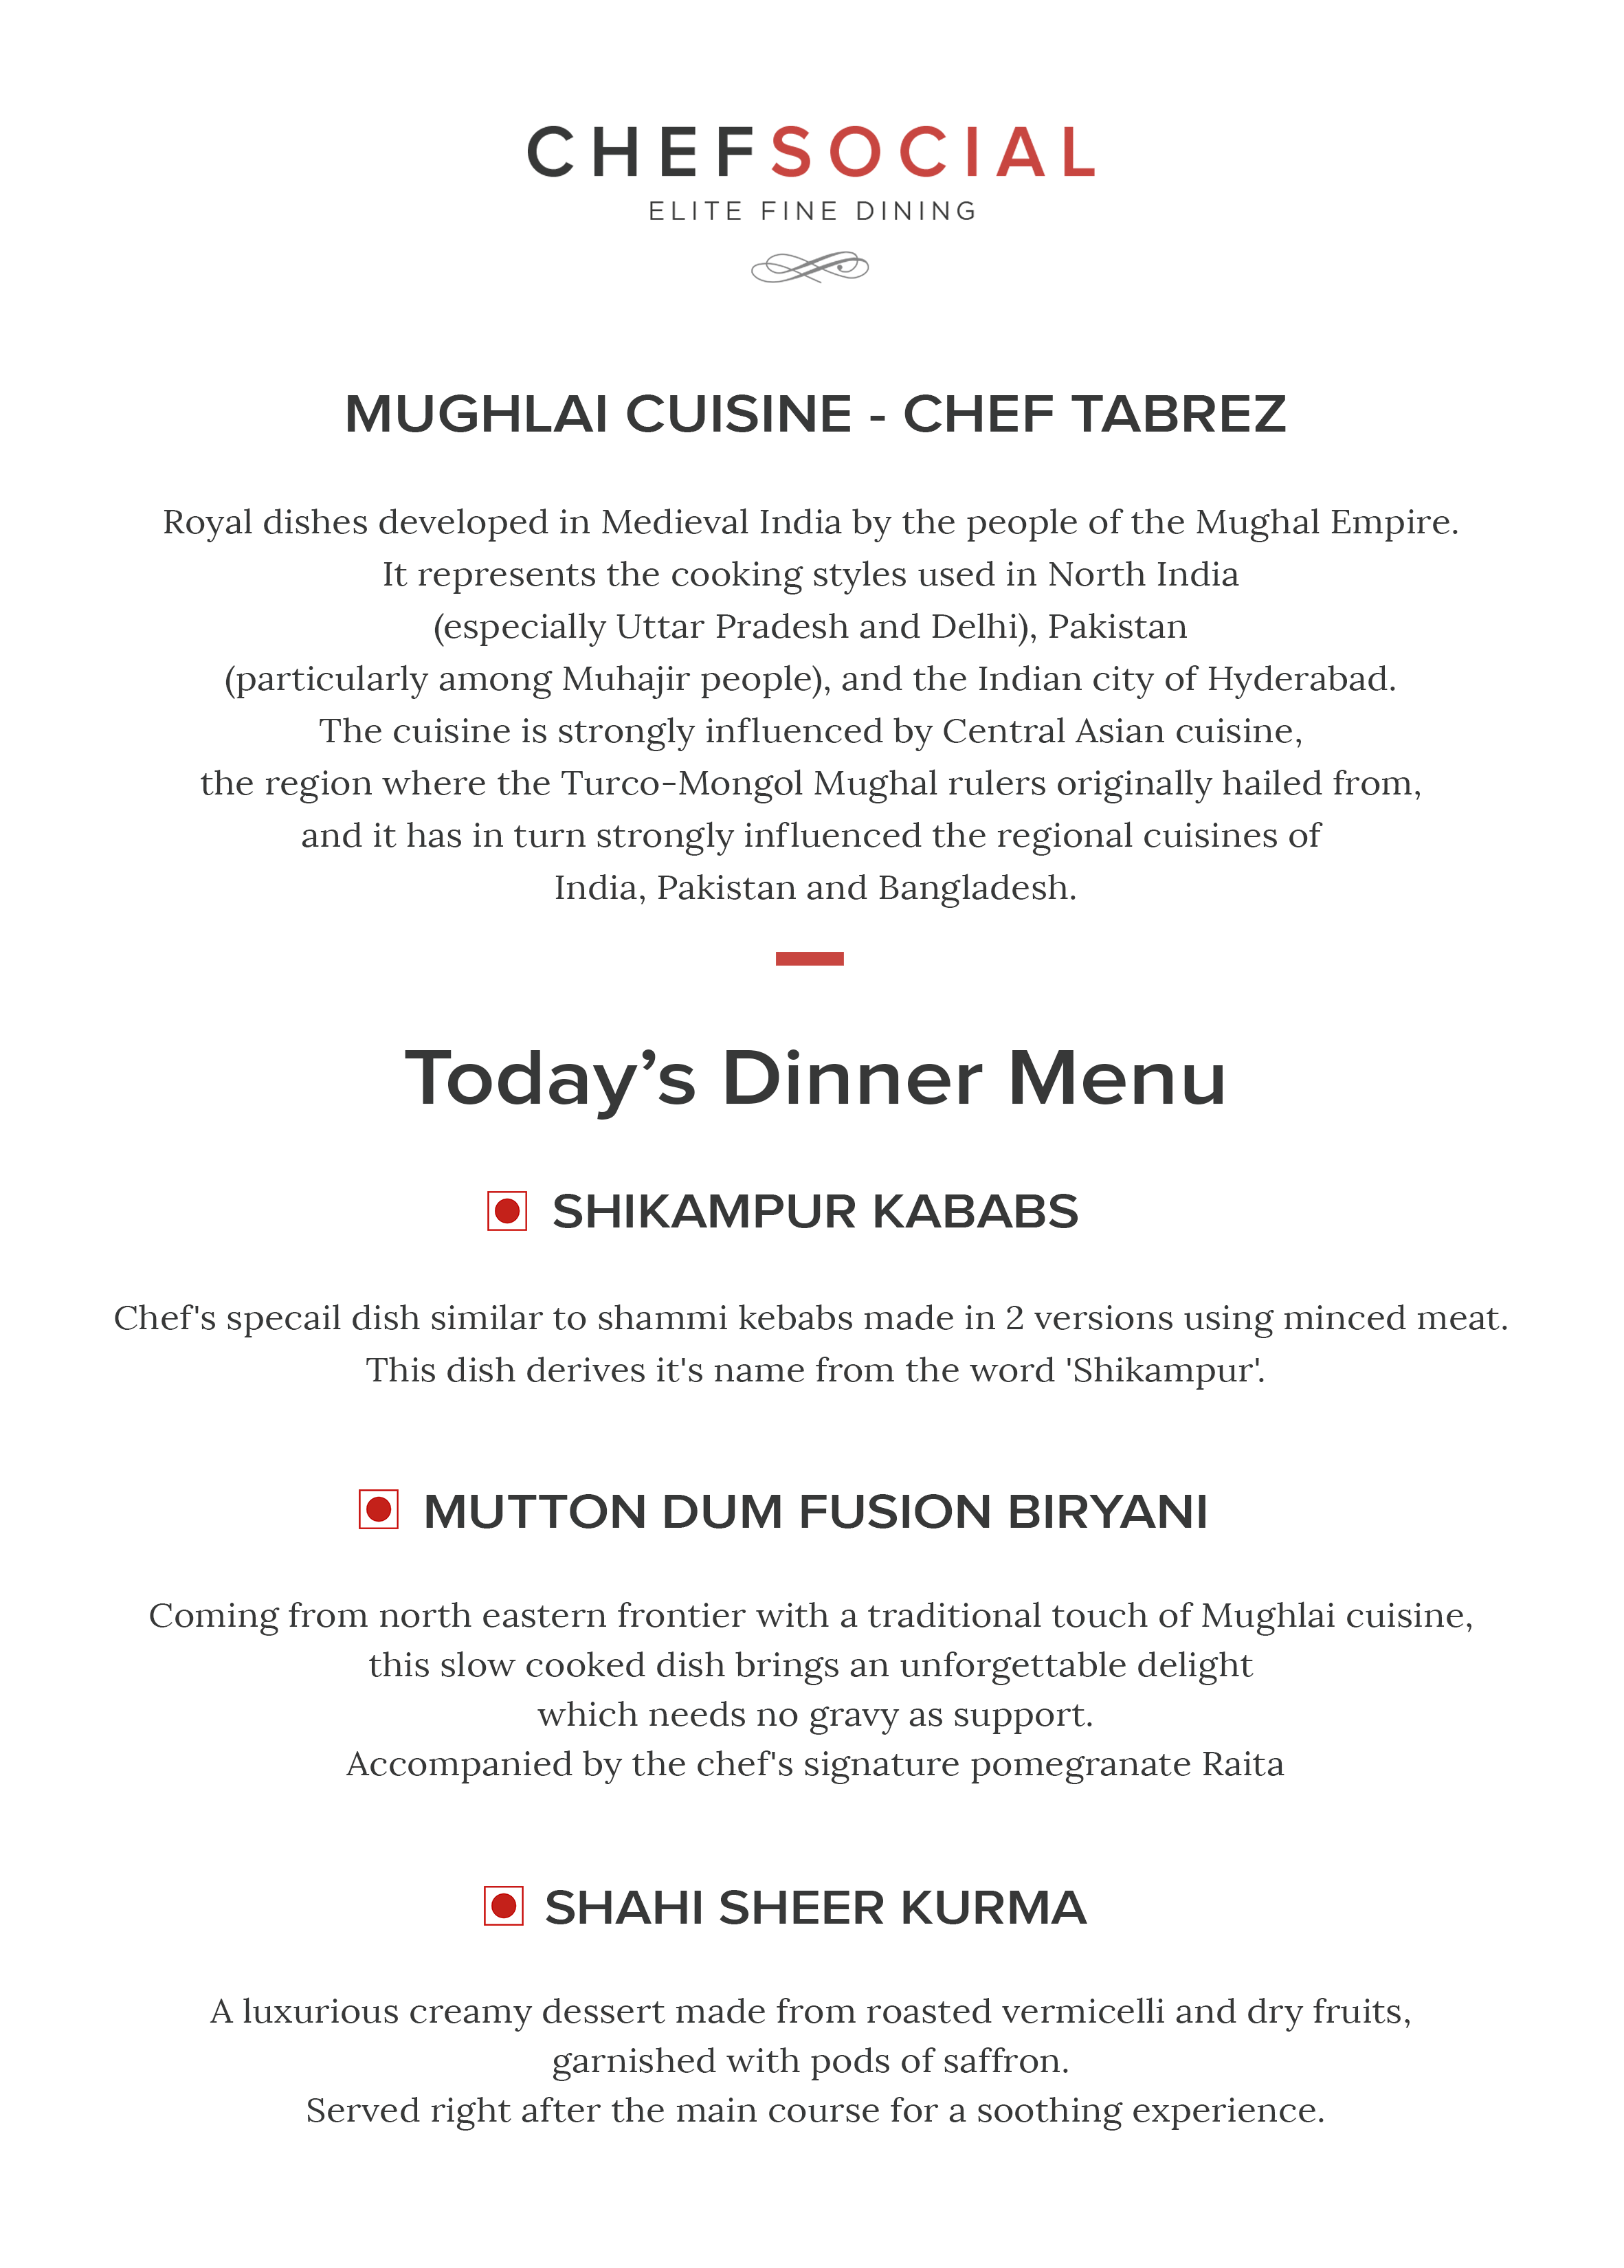 CHEFSOCIAL
ELITE FINE DINING
MUGHLAI CUISINE - CHEF TABREZ
Royal dishes developed in Medieval India by the people of the Mughal Empire.
It represents the cooking styles used in North India
(especially Uttar Pradesh and Delhi), Pakistan
(particularly among Muhajir people), and the Indian city of Hyderabad.
The cuisine is strongly influenced by Central Asian cuisine,
the region where the Turco-Mongol Mughal rulers originally hailed from,
and it has in turn strongly influenced the regional cuisines of
India, Pakistan and Bangladesh.
Today’s Dinner Menu
SHIKAMPUR KABABS
Chef's specail dish similar to shammi kebabs made in 2 versions using minced meat.
This dish derives it's name from the word 'Shikampur'.
MUTTON DUM FUSION BIRYANI
Coming from north eastern frontier with a traditional touch of Mughlai cuisine,
this slow cooked dish brings an unforgettable delight
which needs no gravy as support.
Accompanied by the chef's signature pomegranate Raita
SHAHI SHEER KURMA
A luxurious creamy dessert made from roasted vermicelli and dry fruits,
garnished with pods of saffron.
Served right after the main course for a soothing experience.